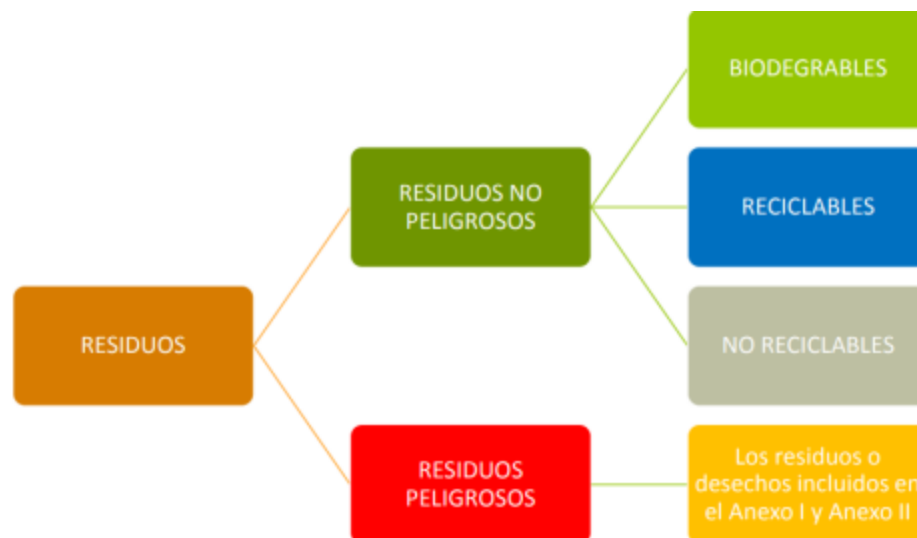 BIODEGRABLES
RESIDUOS NO
PELIGROSOS
RECICLABLES
RESIDUOS
NO RECICLABLES
RESIDUOS
PELIGROSOS
Los residuos o
desechos incluidos en
el Anexo I y Anexo II